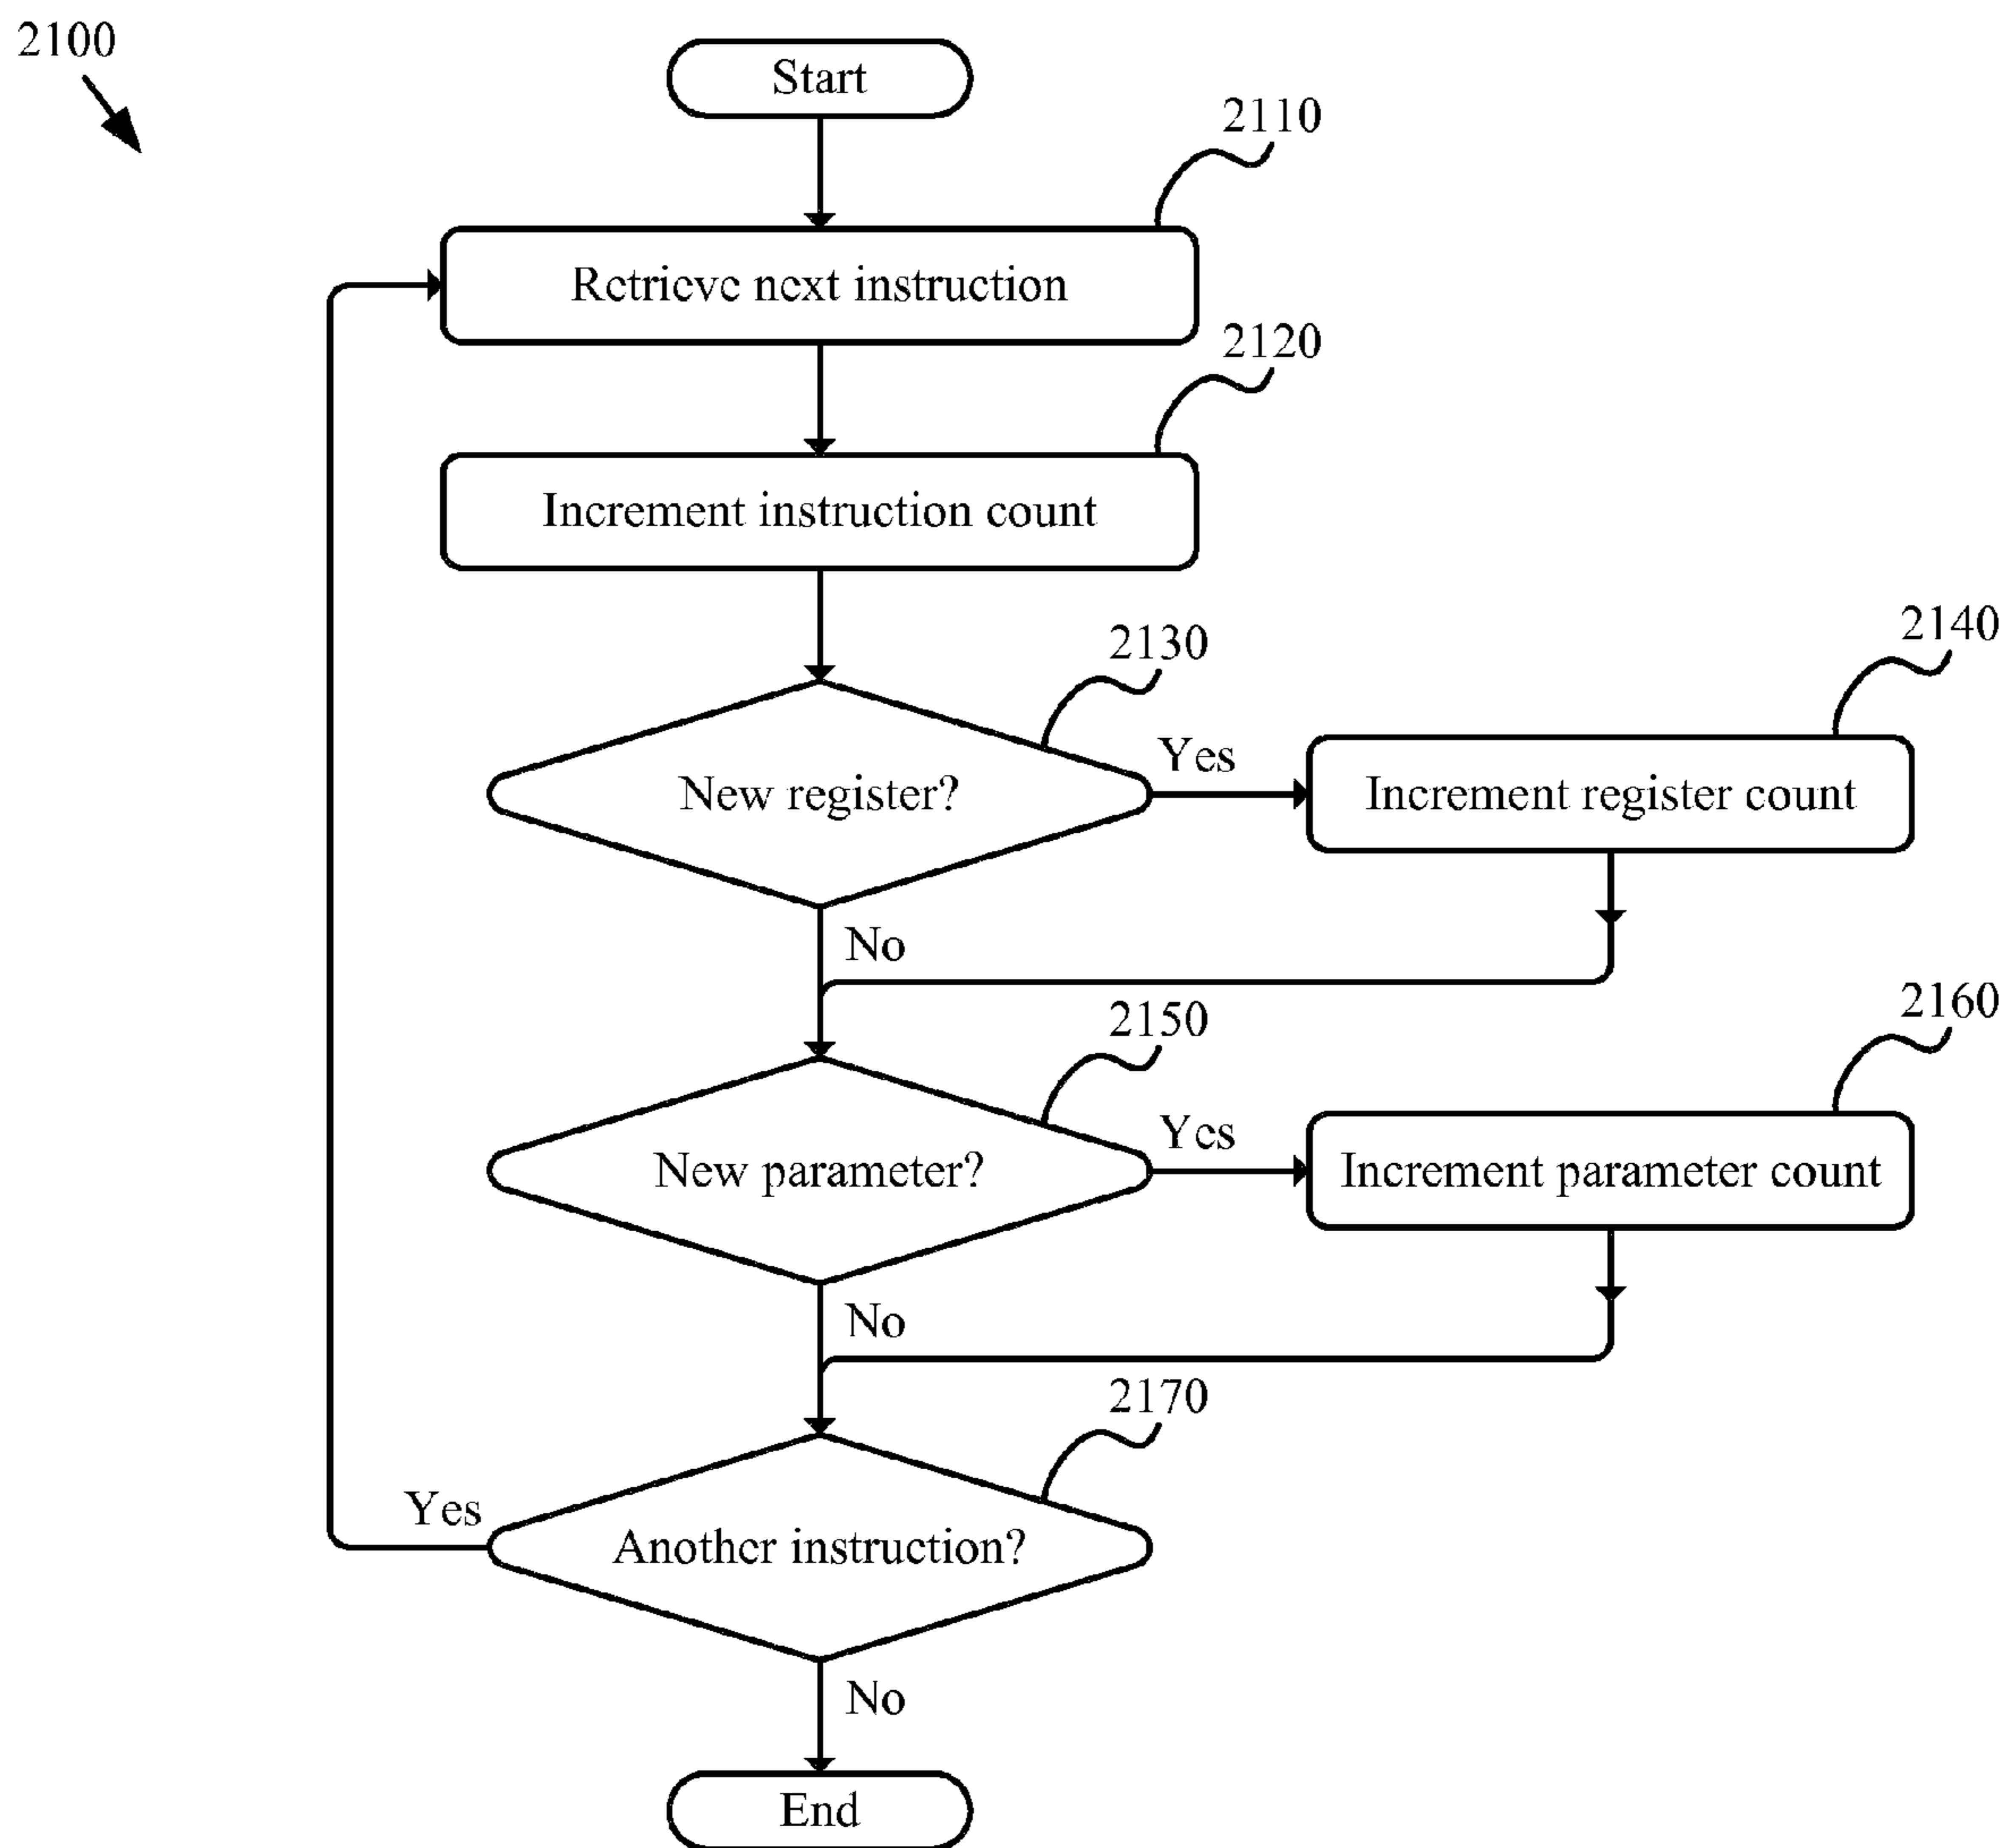 2100
Start
2110
Retrieve next instruction
2120
Increment instruction count
2130
2140
New register?
Yes
Increment register count
No
2150
2160
New parameter?
Yes
Increment parameter count
No
2170
Another instruction?
Yes
No
End